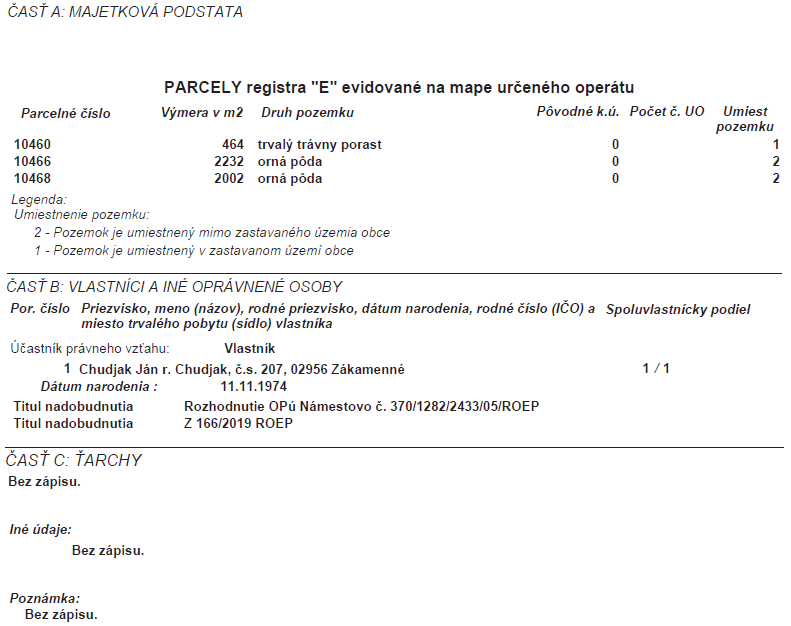 ČASŤ A: MAJETKOVÁ PODSTATA
PARCELY registra "E" evidované na mape určeného operátu
Parcelné číslo Výmera v m2 Druh pozemku Pôvodné k.ú. Počet č. UO Umiest
pozemku
10460 464 trvalý trávny porast 0 1
10466 2232 orná pôda 0 2
10468 2002 orná pôda 0 2
Legenda:
Umiestnenie pozemku:
2 - Pozemok je umiestnený mimo zastavaného územia obce
1 - Pozemok je umiestnený v zastavanom území obce
ČASŤ B: VLASTNÍCI A INÉ OPRÁVNENÉ OSOBY
Por. číslo Priezvisko, meno (názov), rodné priezvisko, dátum narodenia, rodné číslo (IČO) a Spoluvlastnícky podiel
miesto trvalého pobytu (sídlo) vlastníka
Účastník právneho vzťahu: Vlastník
1 Chudjak Ján r. Chudjak, č.s. 207, 02956 Zákamenné 1 / 1
Dátum narodenia : 11.11.1974
Titul nadobudnutia Rozhodnutie OPú Námestovo č. 370/1282/2433/05/ROEP
Titul nadobudnutia Z 166/2019 ROEP
ČASŤ C: ŤARCHY
Bez zápisu.
Iné údaje:
Bez zápisu.
Poznámka:
Bez zápisu.